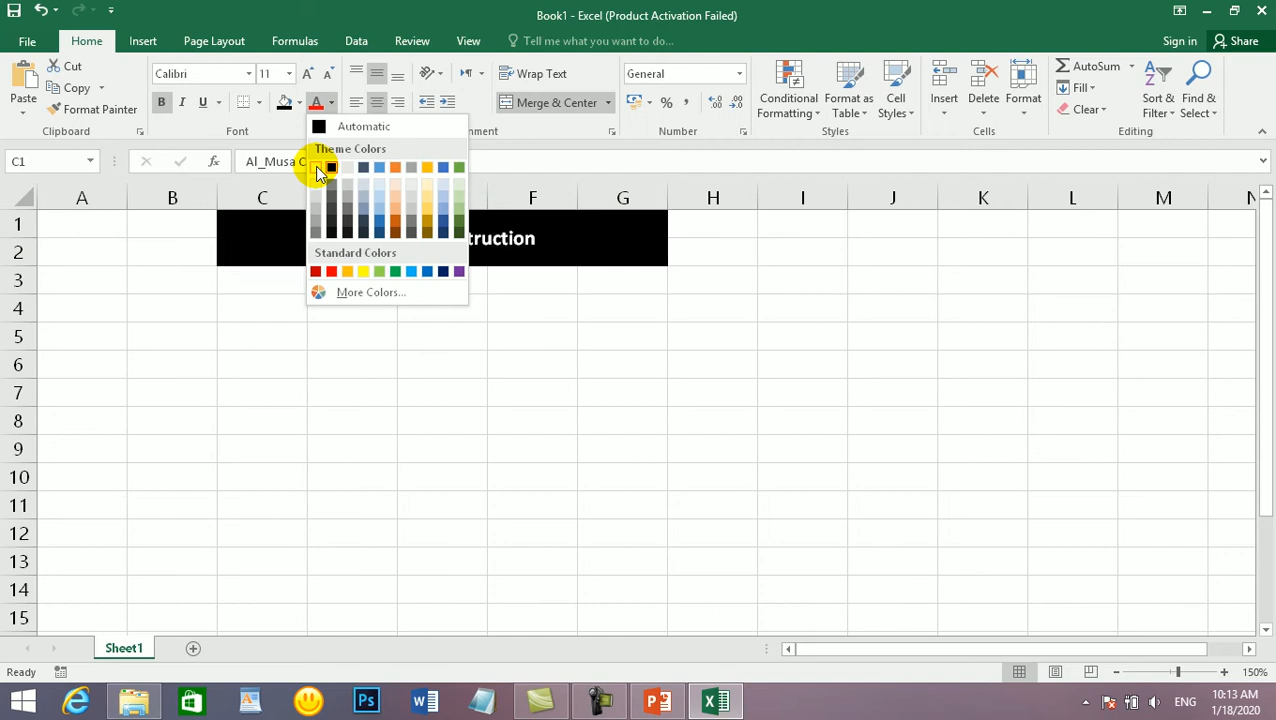 Book1 - Excel (Product Activation Failed)
File Home Insert Page Layout Formulas Data Review View Tell me what you want to do... Sign in Share
Paste Cut Copy Format Painter Clipboard
Calibri 11 B I U A Font
Wrap Text Merge & Center nment
General % , Number
Conditional Formatting Format as Table Cell Styles Styles
Insert Delete Format Cells
AutoSum Fill Clear Sort & Filter Find & Select Editing
Automatic
Theme Colors
Standard Colors
More Colors...
C1 fx Al_Musa C
A B C D E F G H I J K L M N
1
truction
2
3
4
5
6
7
8
9
10
11
12
13
14
15
Sheet1
Ready 150%
ENG 10:13 AM
1/18/2020